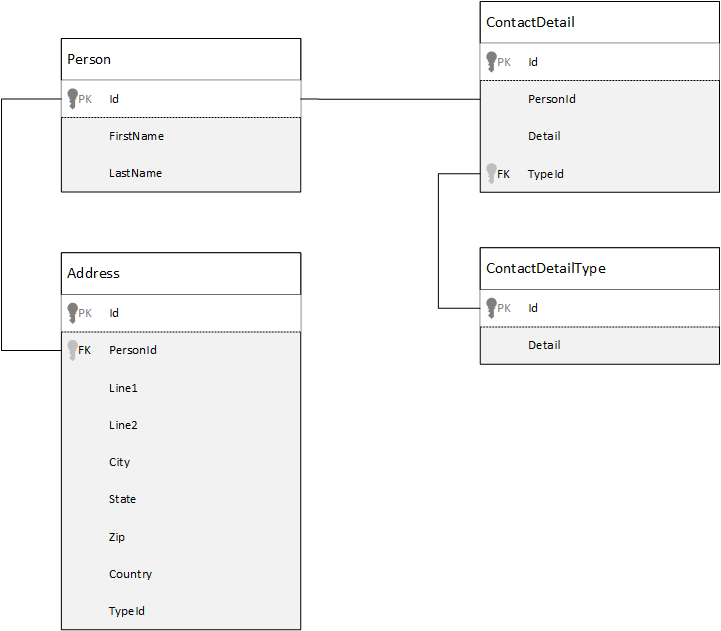 Person
PK Id
FirstName
LastName
ContactDetail
PK Id
PersonId
Detail
FK TypeId
Address
PK Id
FK PersonId
Line1
Line2
City
State
Zip
Country
TypeId
ContactDetailType
PK Id
Detail